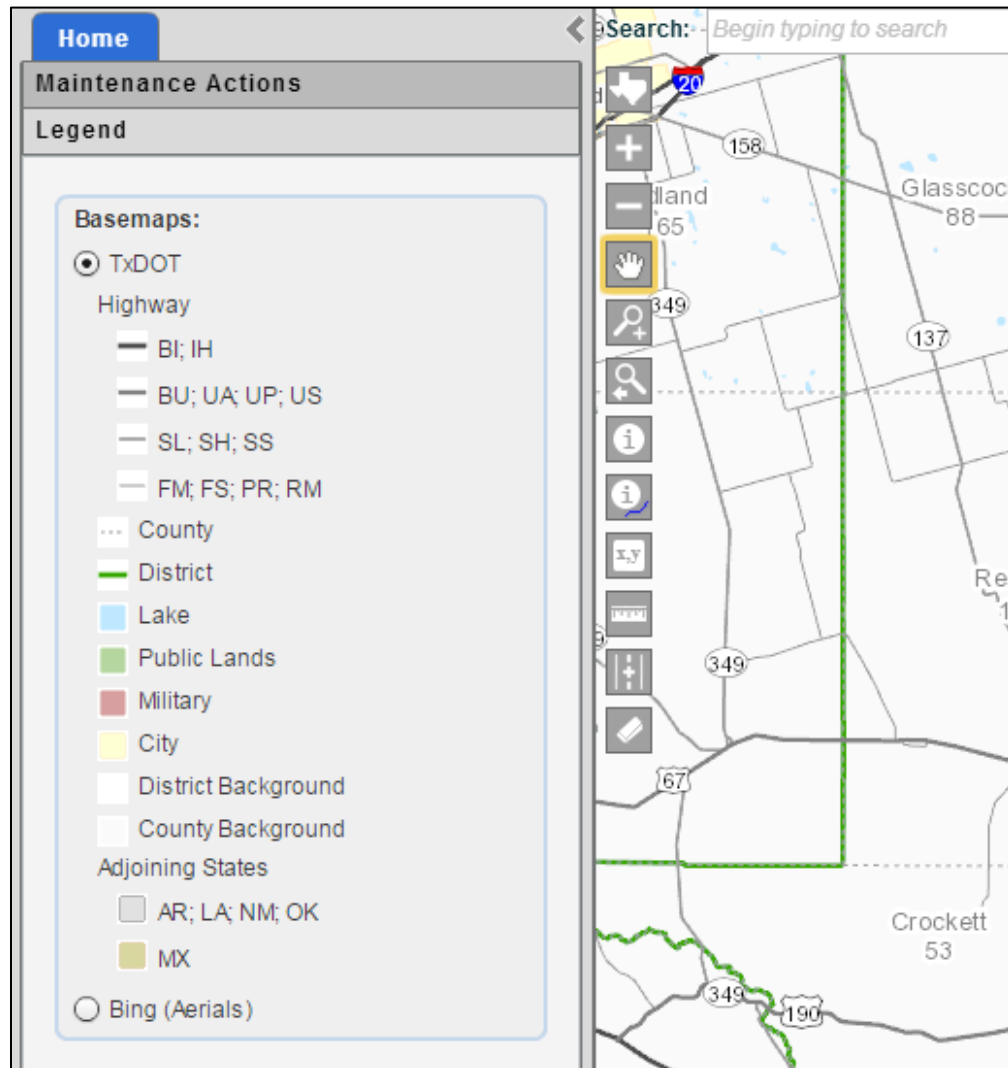 Home
Maintenance Actions
Legend
Basemaps:
TxDOT
Highway
BI; IH
BU; UA; UP; US
SL; SH; SS
FM; FS; PR; RM
County
District
Lake
Public Lands
Military
City
District Background
County Background
Adjoining States
AR; LA; NM; OK
MX
Bing (Aerials)
Search: Begin typing to search
20
158
dland
65
Glasscoc
88
349
137
i
i
x,y
Re
349
67
Crockett
53
349
190